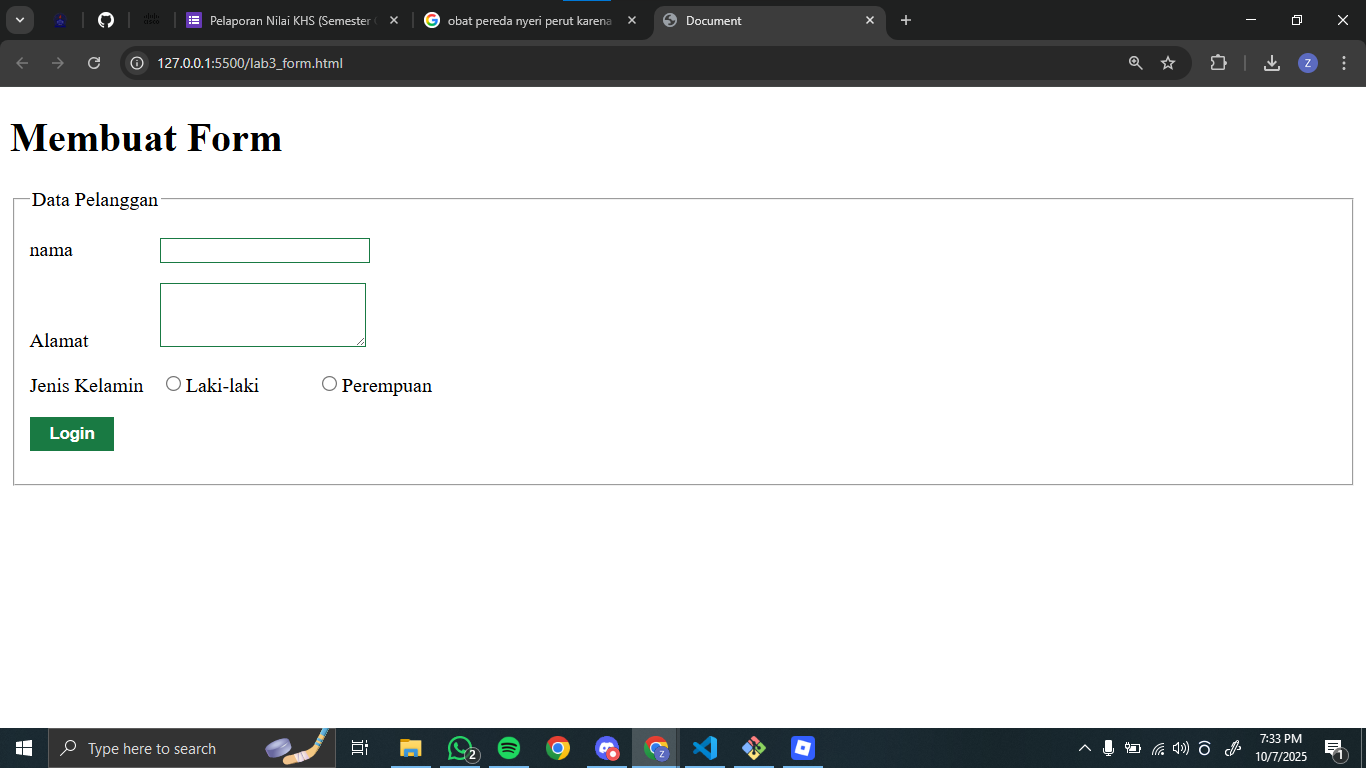 Pelaporan Nilai KHS (Semester
obat pereda nyeri perut karena
Document
127.0.0.1:5500/lab3_form.html
Z
Membuat Form
Data Pelanggan
nama
Alamat
Jenis Kelamin Laki-laki Perempuan
Login
Type here to search
2
Z
7:33 PM
10/7/2025
1